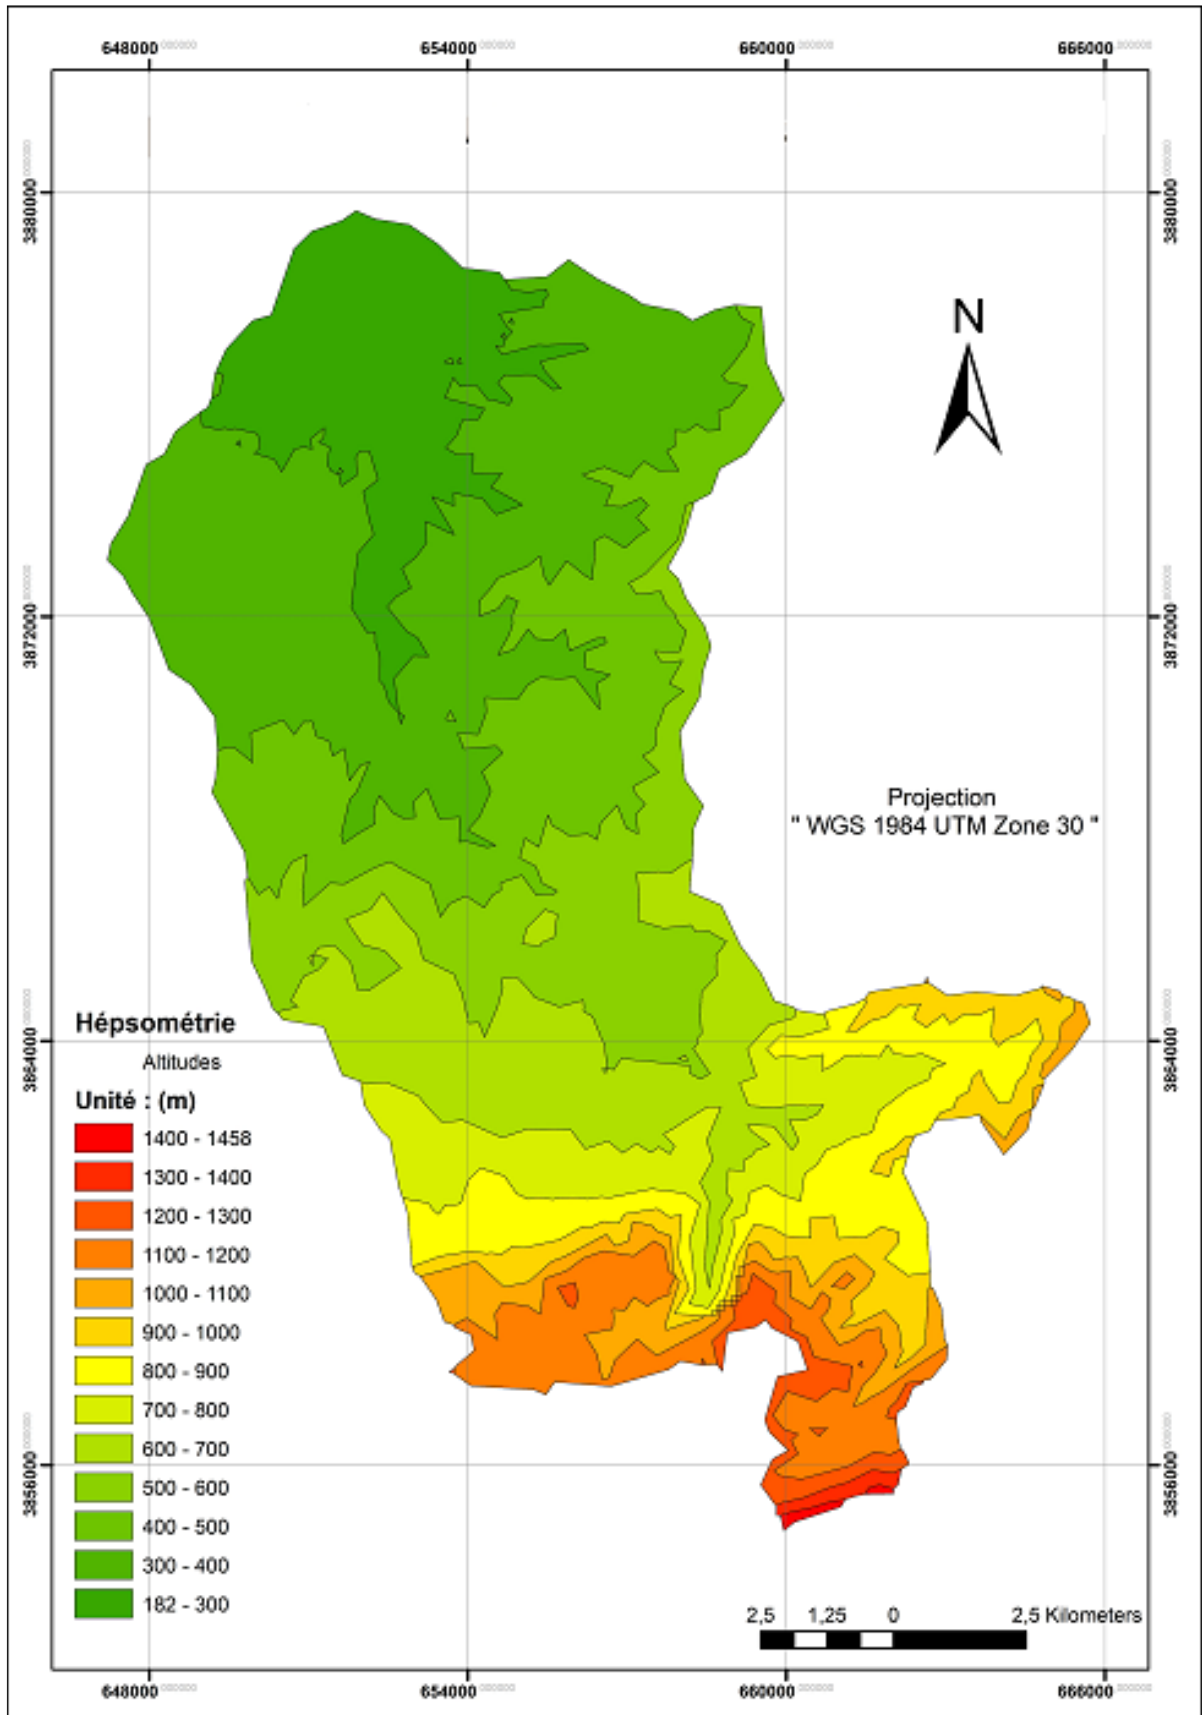 648000 654000 660000 666000
3880000 3880000
N
3872000 3872000
Projection
" WGS 1984 UTM Zone 30 "
3864000 3864000
Hépsométrie
Altitudes
Unité : (m)
1400 - 1458
1300 - 1400
1200 - 1300
1100 - 1200
1000 - 1100
900 - 1000
800 - 900
700 - 800
600 - 700
500 - 600
400 - 500
300 - 400
182 - 300
3856000 3856000
2,5 1,25 0 2,5 Kilometers
648000 654000 660000 666000